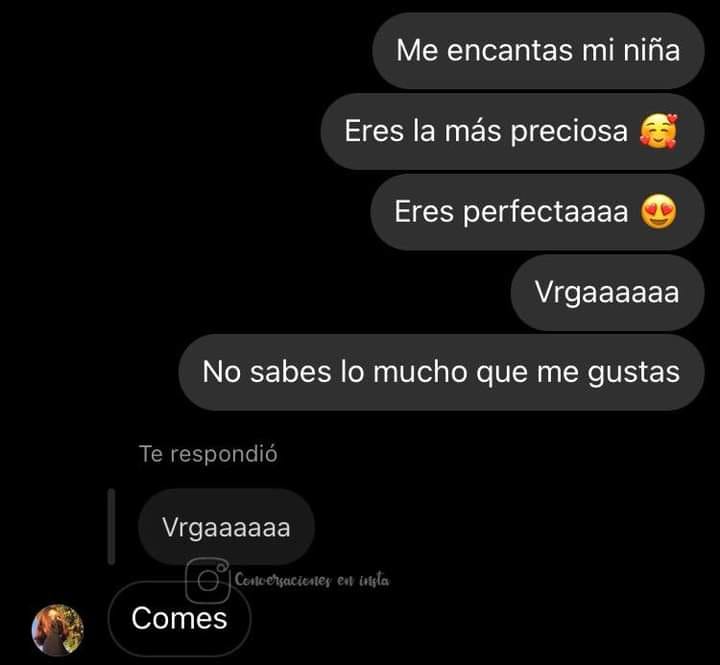 Me encantas mi niña
Eres la más preciosa 🥰
Eres perfectaaaa 😍
Vrgaaaaaa
No sabes lo mucho que me gustas
Te respondió
Vrgaaaaaa
Conversaciones en insta
Comes